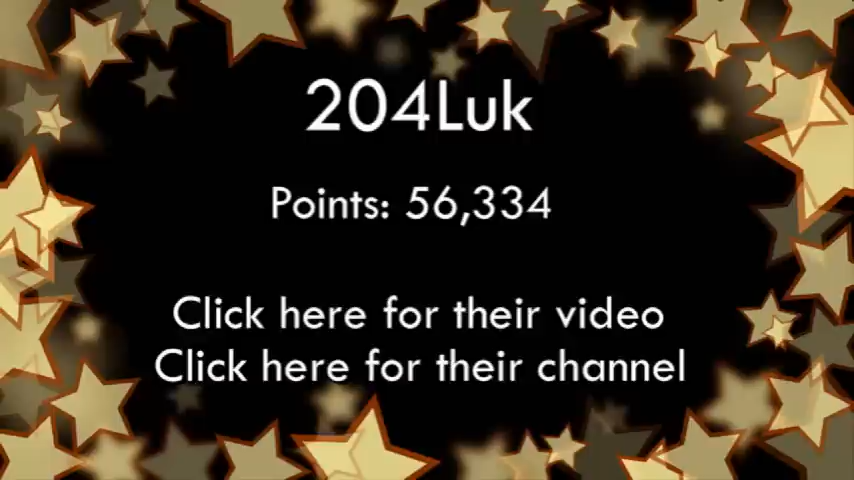 204Luk
Points: 56,334
Click here for their video
Click here for their channel